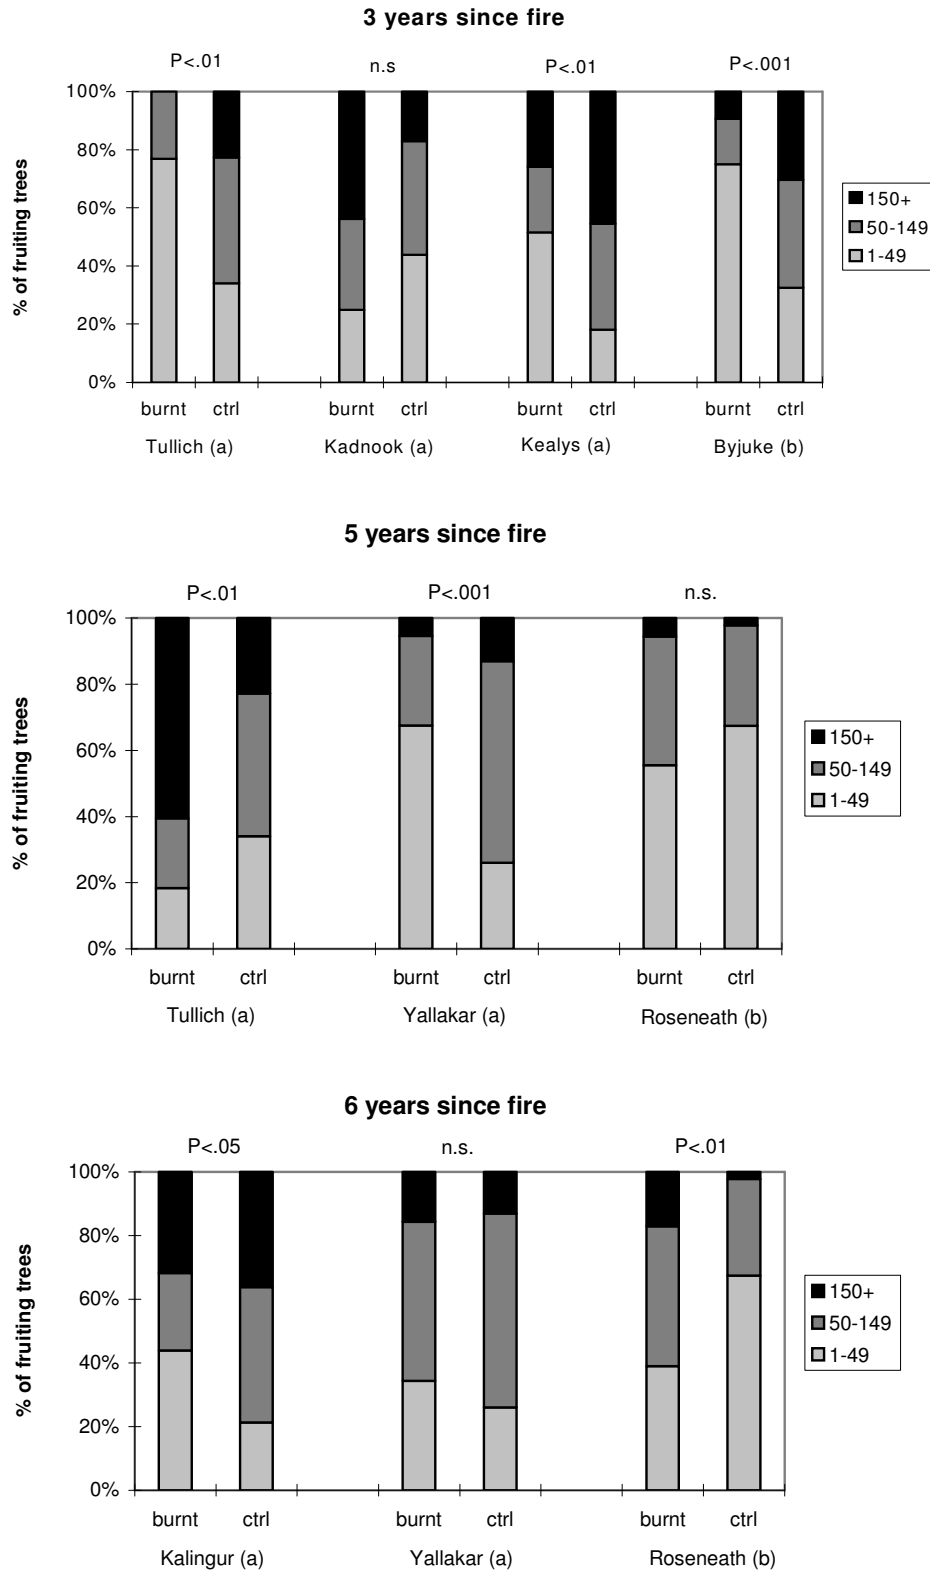 3 years since fire
P<.01 n.s P<.01 P<.001
100%
80%
60%
40%
20%
0%
% of fruiting trees
150+
50-149
1-49
burnt ctrl burnt ctrl burnt ctrl burnt ctrl
Tullich (a) Kadnook (a) Kealys (a) Byjuke (b)
5 years since fire
P<.01 P<.001 n.s.
100%
80%
60%
40%
20%
0%
% of fruiting trees
150+
50-149
1-49
burnt ctrl burnt ctrl burnt ctrl
Tullich (a) Yallakar (a) Roseneath (b)
6 years since fire
P<.05 n.s. P<.01
100%
80%
60%
40%
20%
0%
% of fruiting trees
150+
50-149
1-49
burnt ctrl burnt ctrl burnt ctrl
Kalingur (a) Yallakar (a) Roseneath (b)